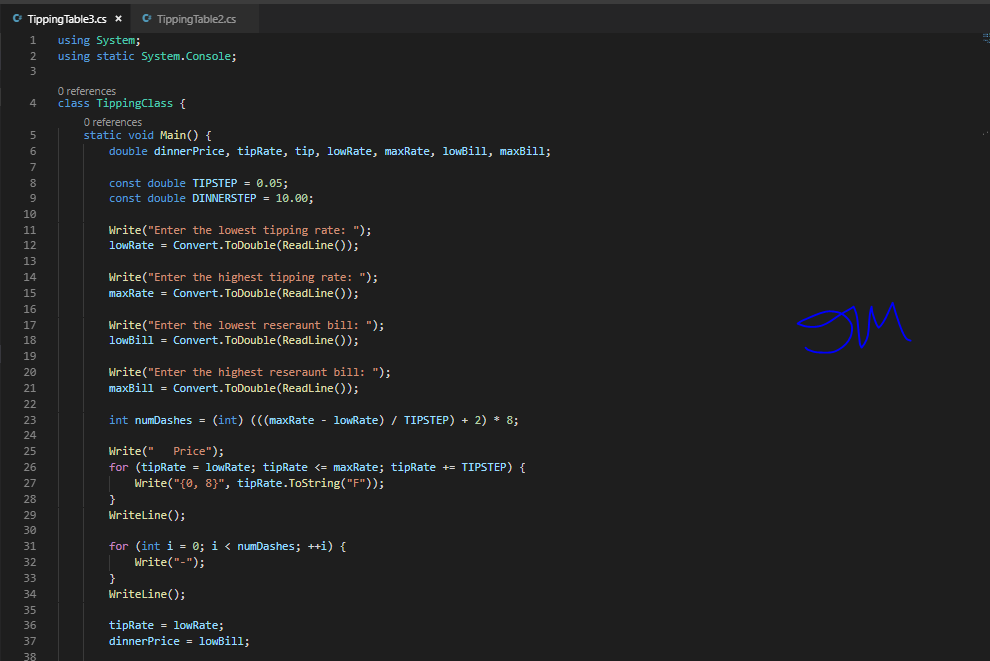 TippingTable3.cs
TippingTable2.cs
1 using System;
2 using static System.Console;
3
0 references
4 class TippingClass {
0 references
5 static void Main() {
6 double dinnerPrice, tipRate, tip, lowRate, maxRate, lowBill, maxBill;
7
8 const double TIPSTEP = 0.05;
9 const double DINNERSTEP = 10.00;
10
11 Write("Enter the lowest tipping rate: ");
12 lowRate = Convert.ToDouble(ReadLine());
13
14 Write("Enter the highest tipping rate: ");
15 maxRate = Convert.ToDouble(ReadLine());
16
17 Write("Enter the lowest reseraunt bill: ");
18 lowBill = Convert.ToDouble(ReadLine());
19
20 Write("Enter the highest reseraunt bill: ");
21 maxBill = Convert.ToDouble(ReadLine());
22
23 int numDashes = (int) (((maxRate - lowRate) / TIPSTEP) + 2) * 8;
24
25 Write("   Price");
26 for (tipRate = lowRate; tipRate <= maxRate; tipRate += TIPSTEP) {
27 Write("{0, 8}", tipRate.ToString("F"));
28 }
29 WriteLine();
30
31 for (int i = 0; i < numDashes; ++i) {
32 Write("-");
33 }
34 WriteLine();
35
36 tipRate = lowRate;
37 dinnerPrice = lowBill;
38